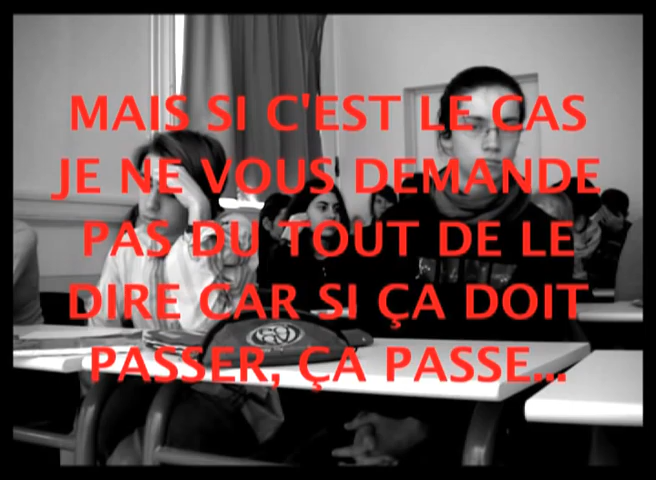 MAIS SI C'EST LE CAS
JE NE VOUS DEMANDE
PAS DU TOUT DE LE
DIRE CAR SI ÇA DOIT
PASSER, ÇA PASSE...